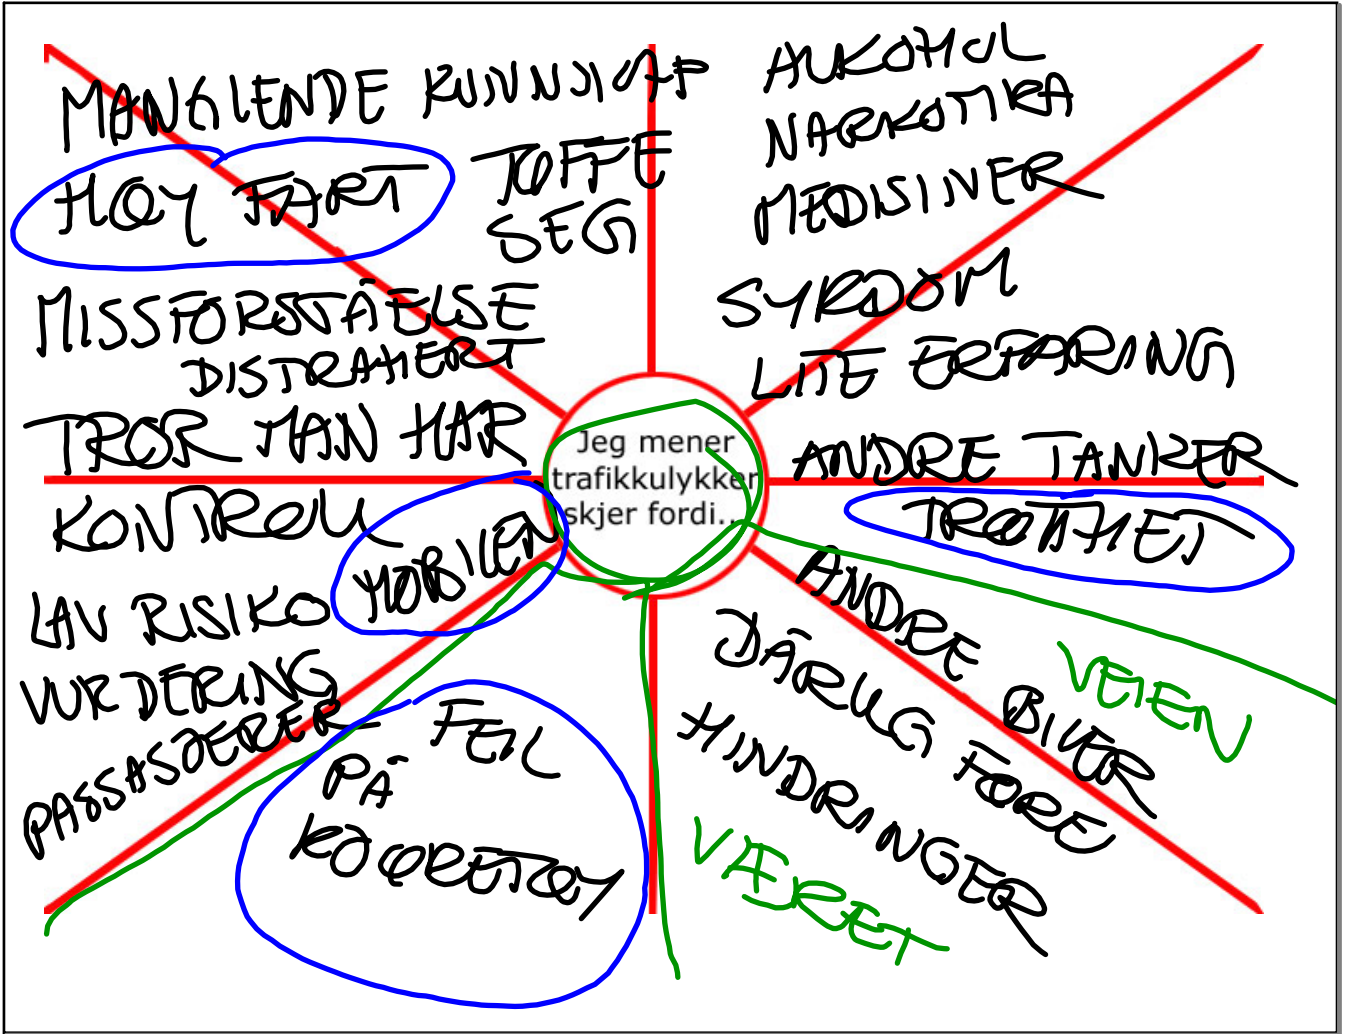 MANGLENDE KUNNSKAP
HØY FART
TØFFE
SEG
MISSFORSTÅELSE
DISTRAHERT
TROR MAN HAR
KONTROLL
MOBILEN
LAV RISIKO
VURDERING
PASSASJERER
FEIL
PÅ
KJØRETØY
Jeg mener
trafikkulykker
skjer fordi..
ALKOHOL
NARKOTIKA
MEDISINER
SYKDOM
LITE ERFARING
ANDRE TANKER
TRØTTHET
ANDRE BILER
VEIEN
DÅRLIG FØRE
HINDRINGER
VÆRET